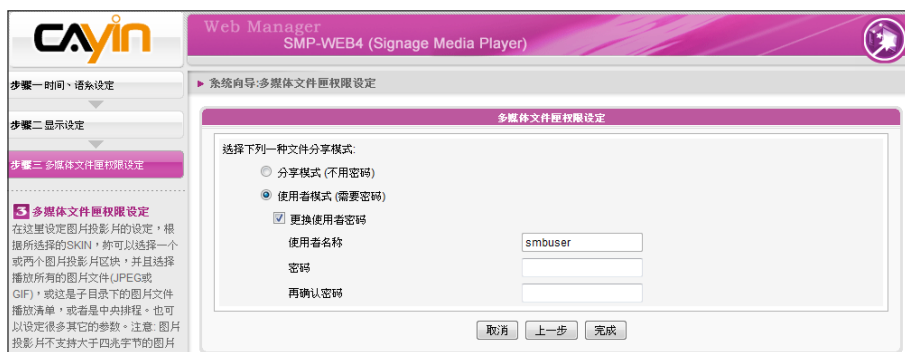 CAYIN
Web Manager
SMP-WEB4 (Signage Media Player)
步骤一 时间、语系设定
步骤二 显示设定
步骤三 多媒体文件匣权限设定
3 多媒体文件匣权限设定
在这里设定图片投影片的设定,根
据所选择的SKIN,妳可以选择一个
或两个图片投影片区块,并且选择
播放所有的图片文件(JPEG或
GIF),或这是子目录下的图片文件
播放清单,或者是中央排程。也可
以设定很多其它的参数。注意: 图片
投影片不支持大于四兆字节的图片
系统向导:多媒体文件匣权限设定
多媒体文件匣权限设定
选择下列一种文件分享模式:
分享模式 (不用密码)
使用者模式 (需要密码)
更换使用者密码
使用者名称 smbuser
密码
再确认密码
取消 上一步 完成